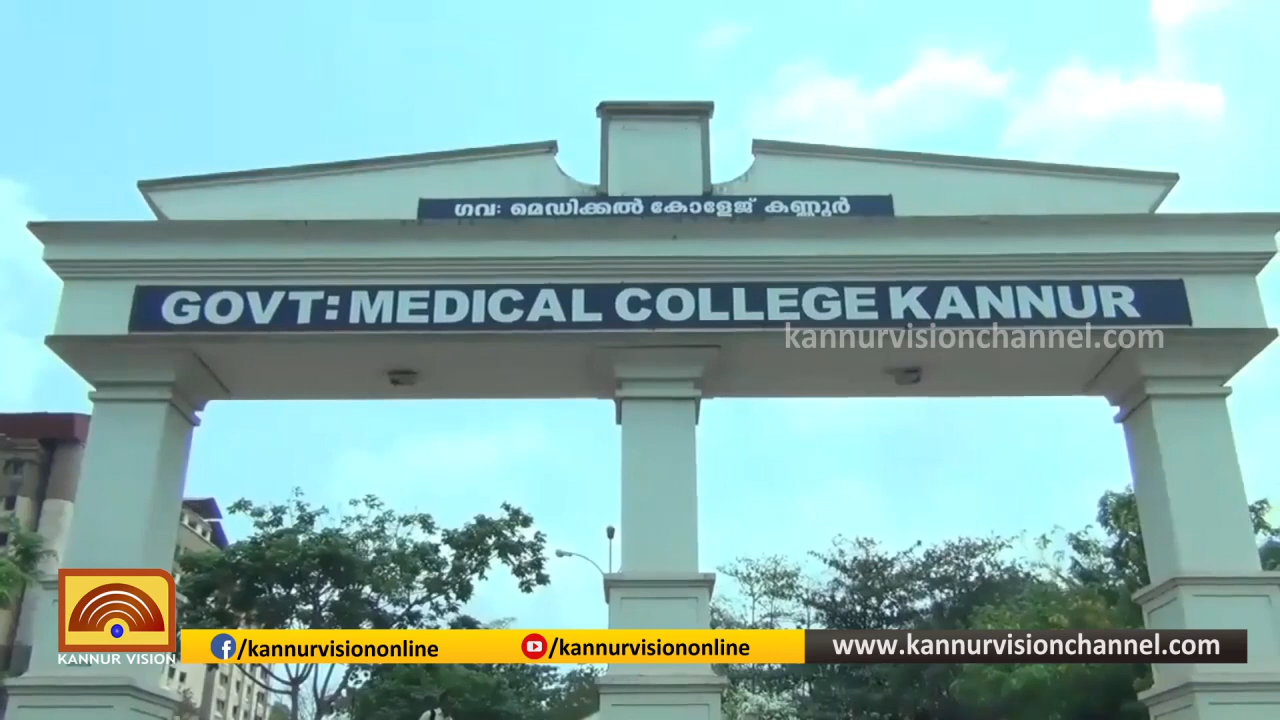 ഗവ: മെഡിക്കൽ കോളേജ് കണ്ണൂർ
GOVT: MEDICAL COLLEGE KANNUR
kannurvisionchannel.com
KANNUR VISION
/kannurvisiononline
/kannurvisiononline
www.kannurvisionchannel.com